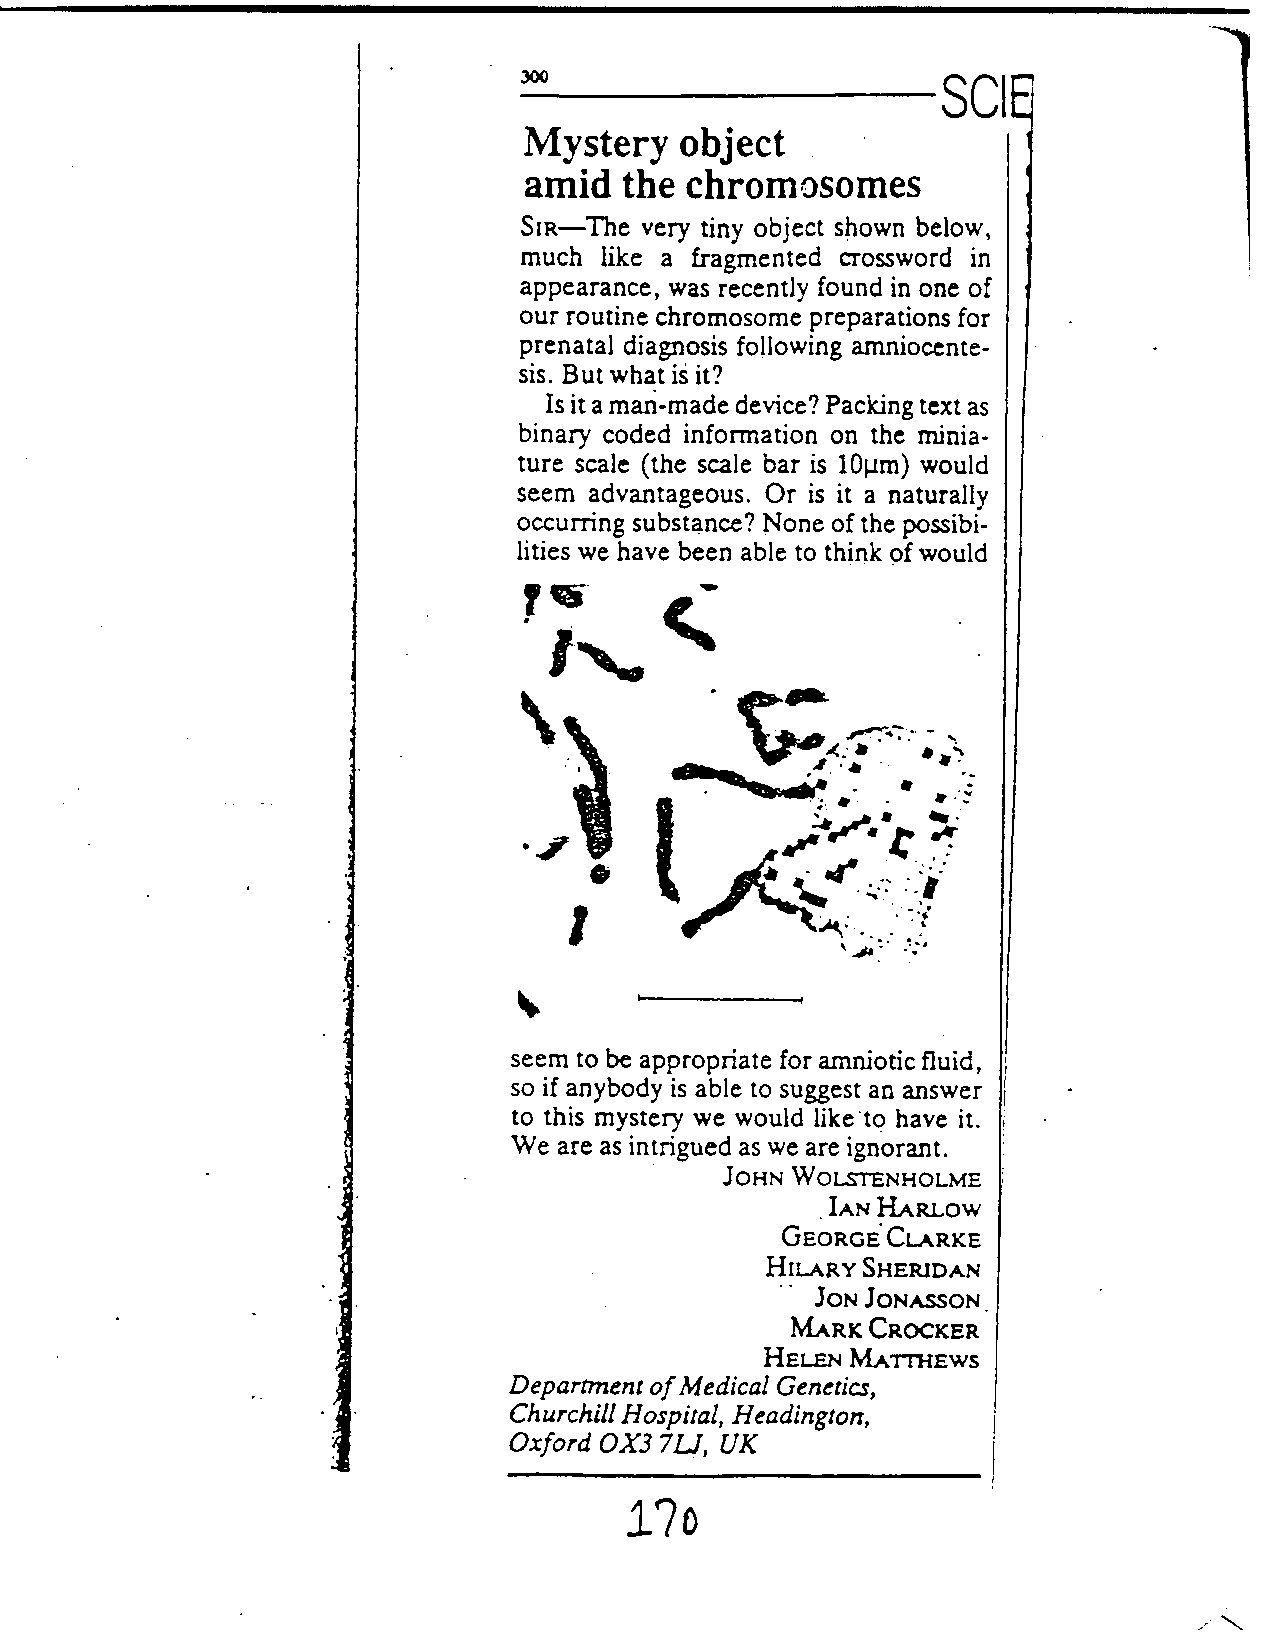 300
SCIE
Mystery object
amid the chromosomes
SIR—The very tiny object shown below,
much like a fragmented crossword in
appearance, was recently found in one of
our routine chromosome preparations for
prenatal diagnosis following amniocente-
sis. But what is it?
Is it a man-made device? Packing text as
binary coded information on the minia-
ture scale (the scale bar is 10µm) would
seem advantageous. Or is it a naturally
occurring substance? None of the possibi-
lities we have been able to think of would
seem to be appropriate for amniotic fluid,
so if anybody is able to suggest an answer
to this mystery we would like to have it.
We are as intrigued as we are ignorant.
JOHN WOLSTENHOLME
IAN HARLOW
GEORGE CLARKE
HILARY SHERIDAN
JON JONASSON
MARK CROCKER
HELEN MATTHEWS
Department of Medical Genetics,
Churchill Hospital, Headington,
Oxford OX3 7LJ, UK
170